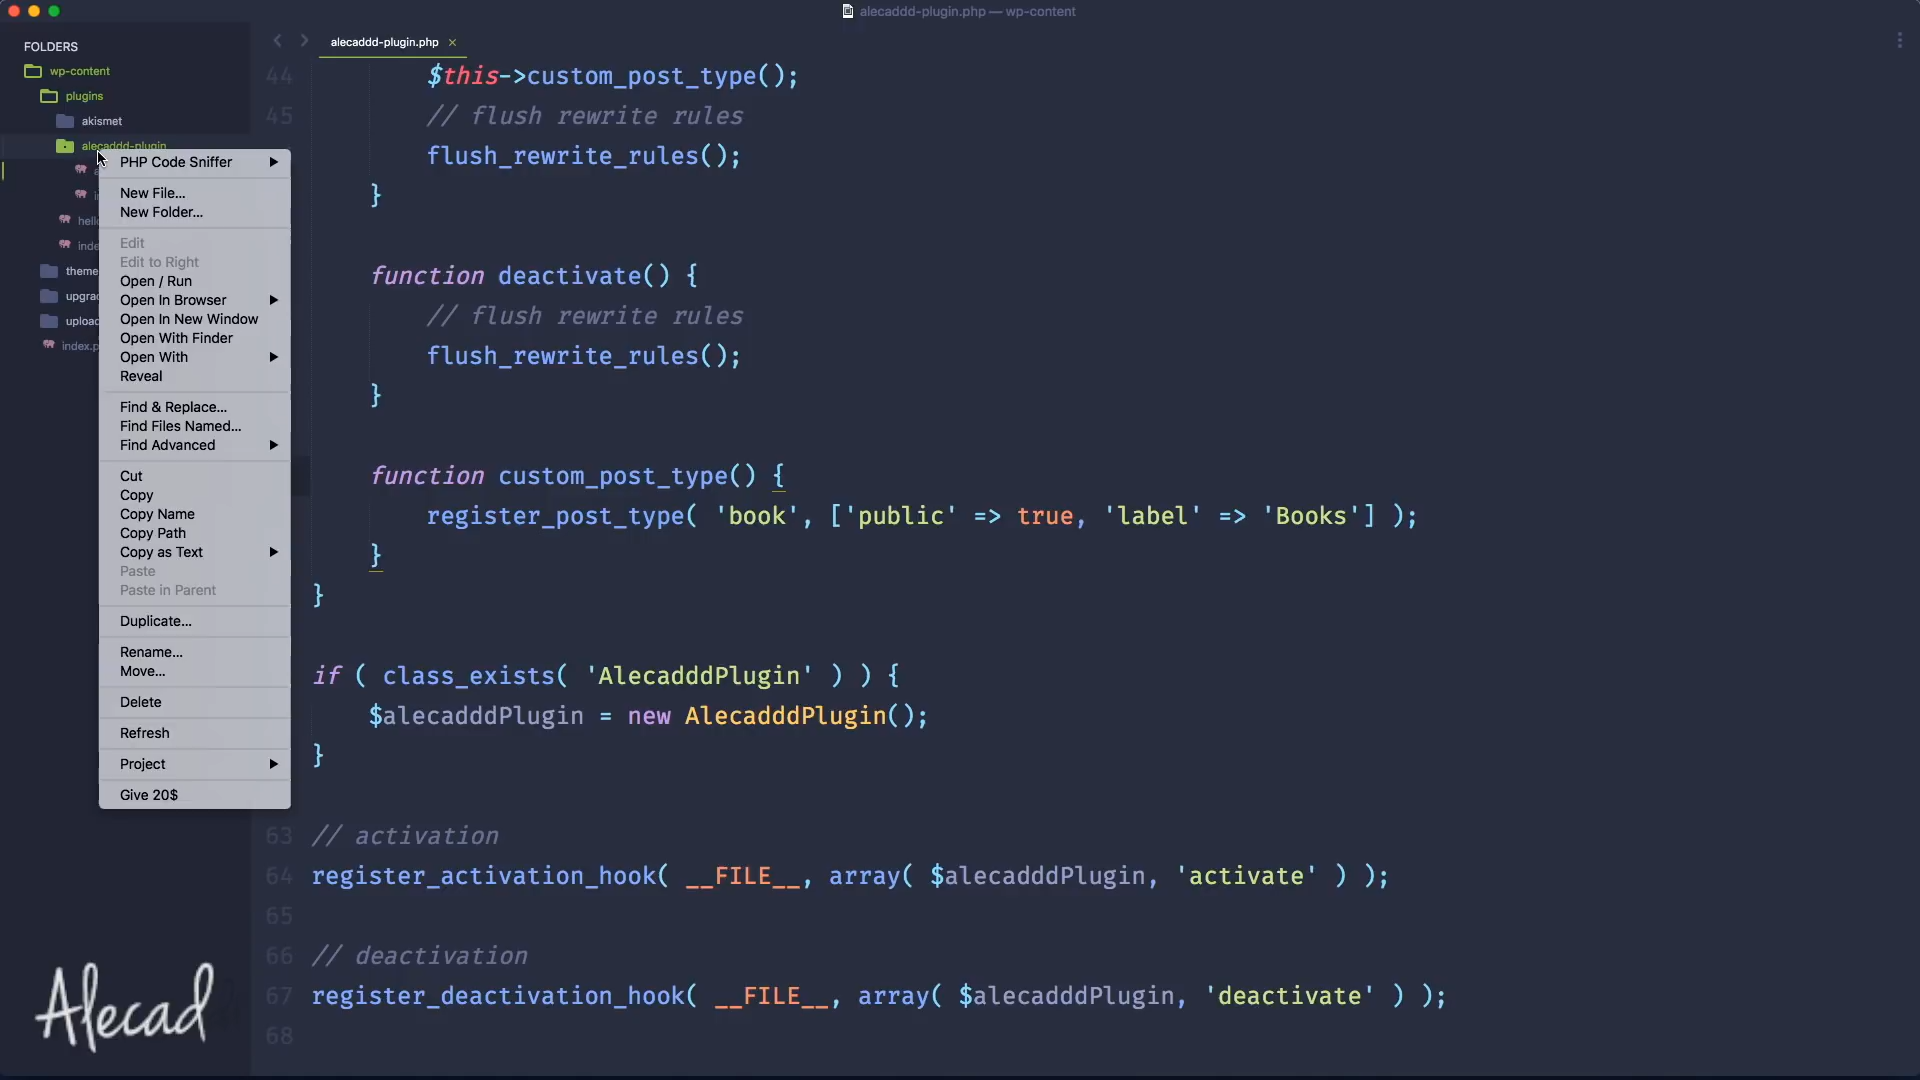 alecaddd-plugin.php — wp-content
FOLDERS
wp-content
plugins
akismet
alecaddd-plugin
alecaddd-plugin.php ×
PHP Code Sniffer
New File...
New Folder...
Edit
Edit to Right
Open / Run
Open In Browser
Open In New Window
Open With Finder
Open With
Reveal
Find & Replace...
Find Files Named...
Find Advanced
Cut
Copy
Copy Name
Copy Path
Copy as Text
Paste
Paste in Parent
Duplicate...
Rename...
Move...
Delete
Refresh
Project
Give 20$
44 $this->custom_post_type();
45 // flush rewrite rules
flush_rewrite_rules();
}
function deactivate() {
// flush rewrite rules
flush_rewrite_rules();
}
function custom_post_type() {
register_post_type( 'book', ['public' => true, 'label' => 'Books'] );
}
}
if ( class_exists( 'AlecadddPlugin' ) ) {
$alecadddPlugin = new AlecadddPlugin();
}
63 // activation
64 register_activation_hook( __FILE__, array( $alecadddPlugin, 'activate' ) );
65
66 // deactivation
67 register_deactivation_hook( __FILE__, array( $alecadddPlugin, 'deactivate' ) );
68
Alecad